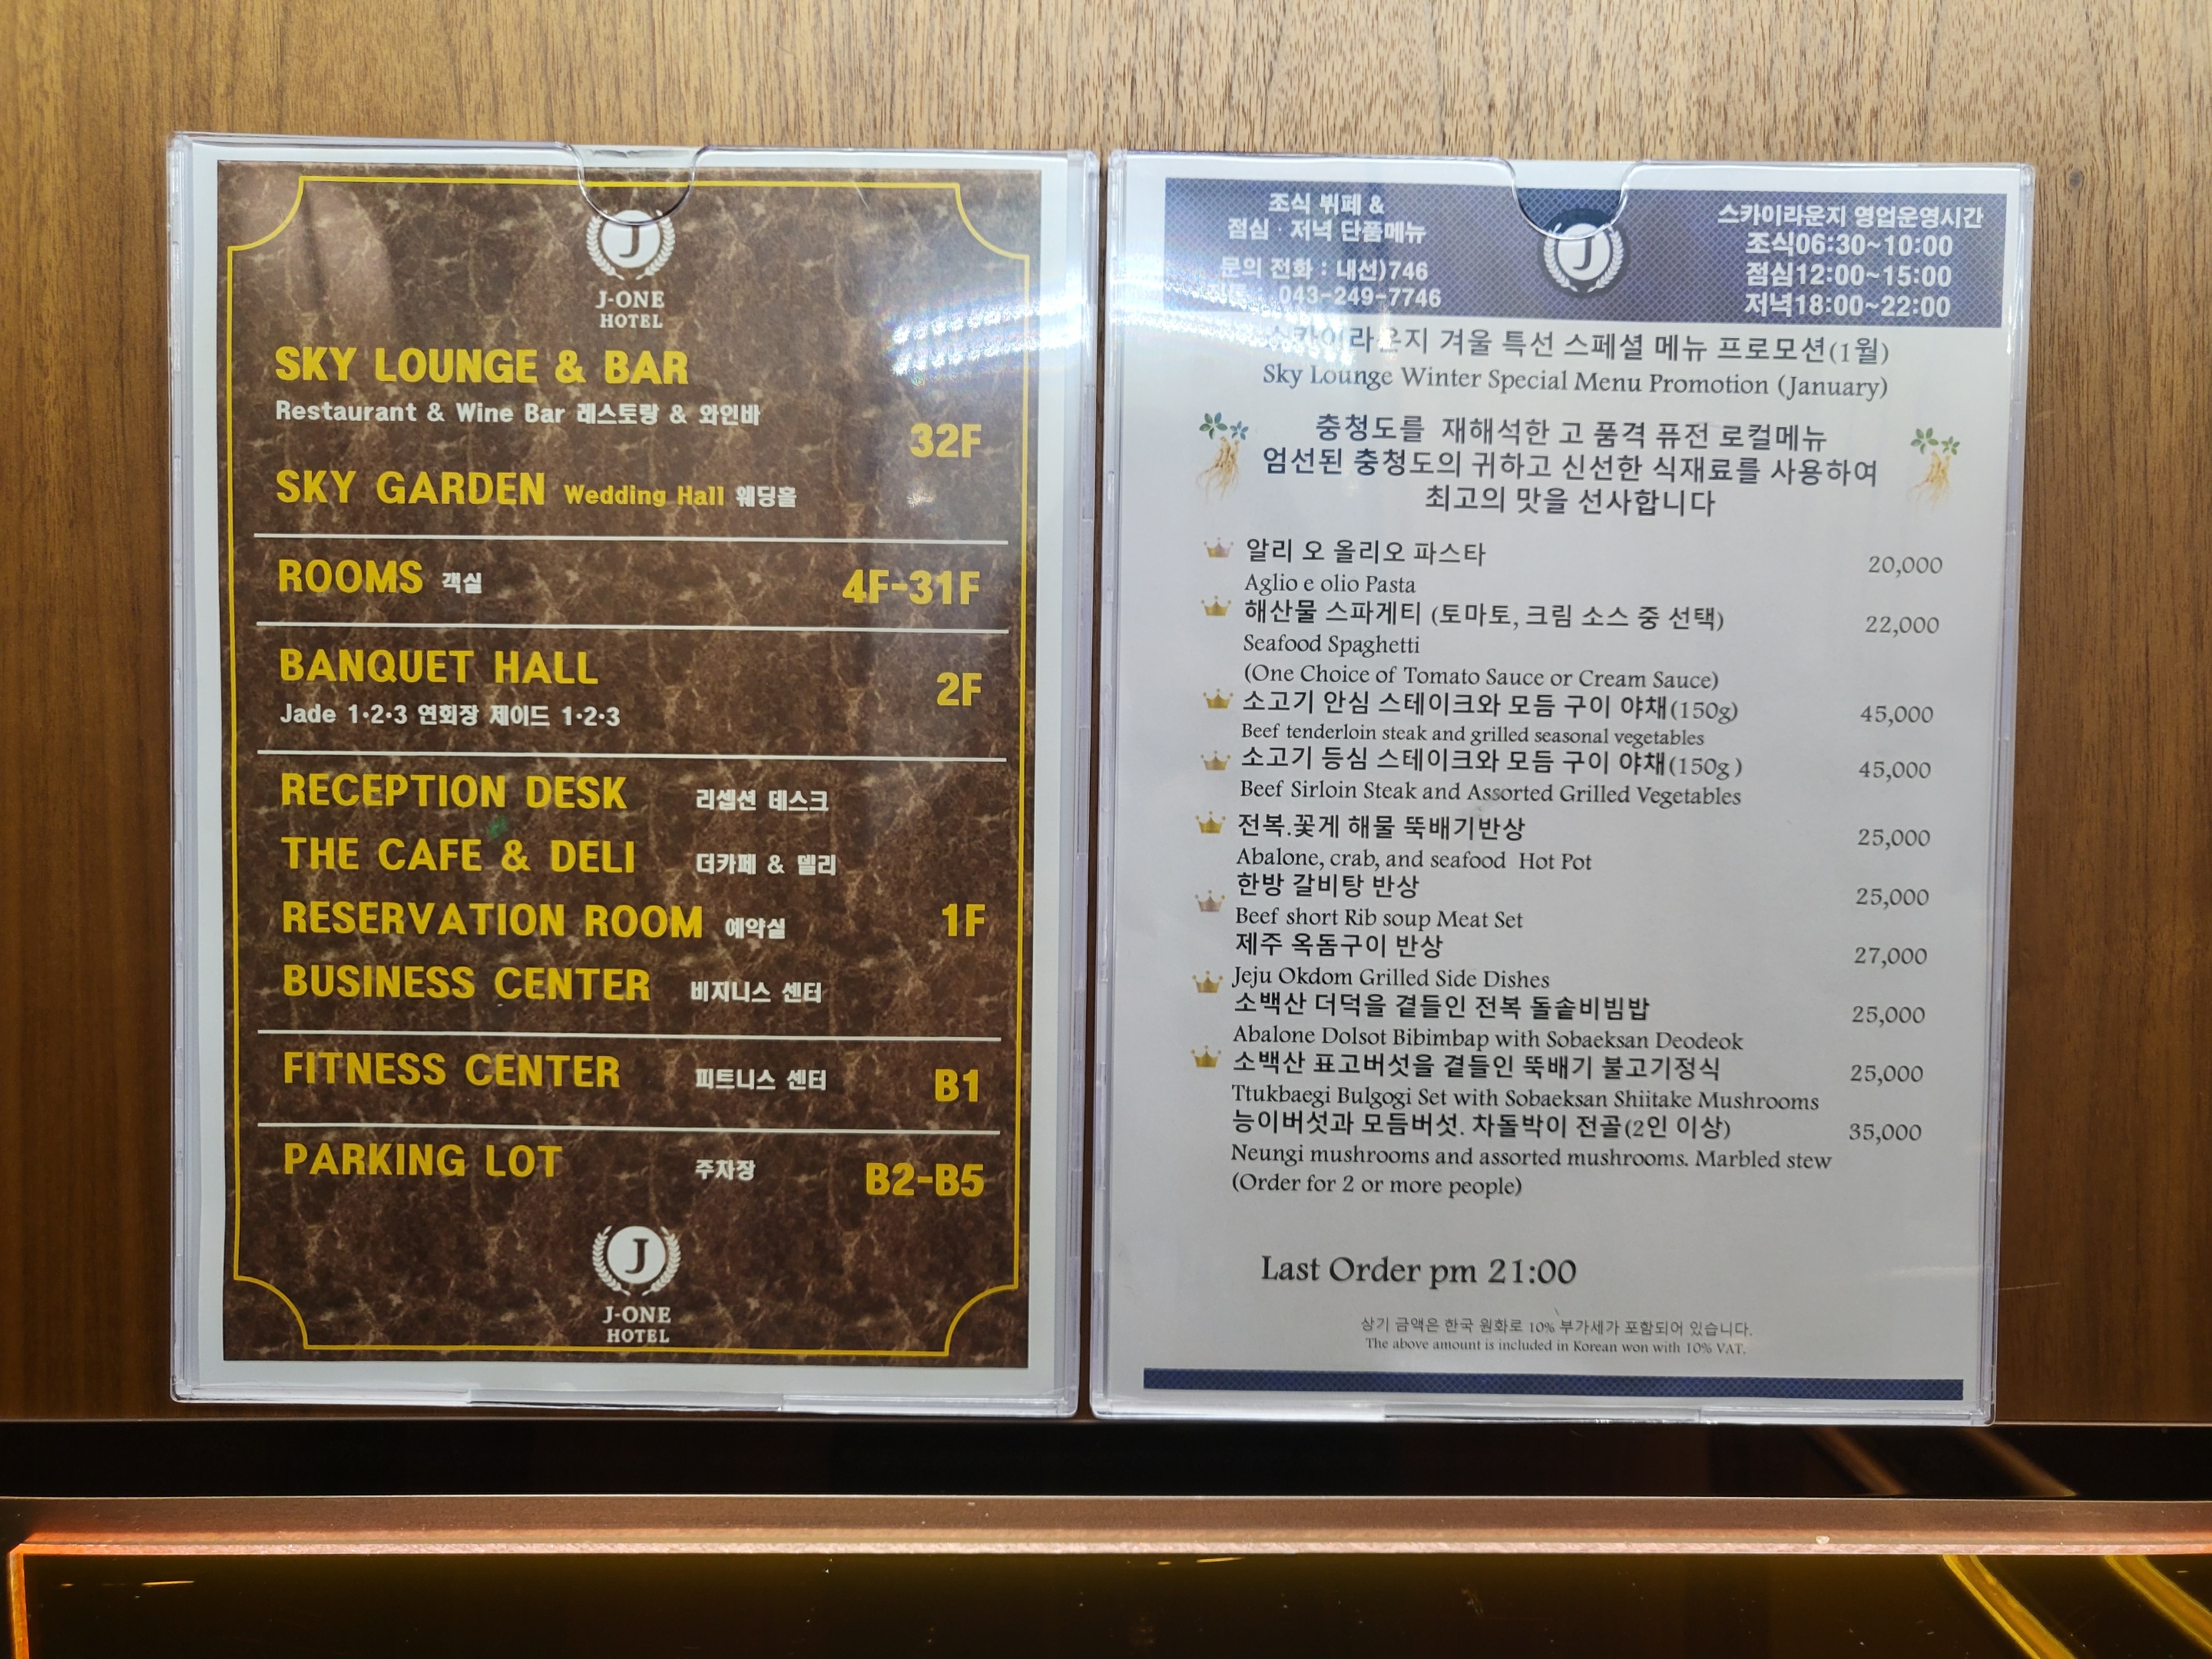 J
J-ONE
HOTEL
SKY LOUNGE & BAR
Restaurant & Wine Bar 레스토랑 & 와인바
32F
SKY GARDEN Wedding Hall 웨딩홀
ROOMS 객실 4F-31F
BANQUET HALL
2F
Jade 1·2·3 연회장 제이드 1·2·3
RECEPTION DESK 리셉션 데스크
THE CAFE & DELI 더카페 & 델리
RESERVATION ROOM 예약실 1F
BUSINESS CENTER 비지니스 센터
FITNESS CENTER 피트니스 센터 B1
PARKING LOT 주차장 B2-B5
J
J-ONE
HOTEL
조식 뷔페 &
점심 · 저녁 단품메뉴
문의 전화 : 내선)746
043-249-7746
J
스카이라운지 영업운영시간
조식06:30~10:00
점심12:00~15:00
저녁18:00~22:00
스카이라운지 겨울 특선 스페셜 메뉴 프로모션(1월)
Sky Lounge Winter Special Menu Promotion (January)
충청도를 재해석한 고 품격 퓨전 로컬메뉴
엄선된 충청도의 귀하고 신선한 식재료를 사용하여
최고의 맛을 선사합니다
알리 오 올리오 파스타 20,000
Aglio e olio Pasta
해산물 스파게티 (토마토, 크림 소스 중 선택) 22,000
Seafood Spaghetti
(One Choice of Tomato Sauce or Cream Sauce)
소고기 안심 스테이크와 모듬 구이 야채(150g) 45,000
Beef tenderloin steak and grilled seasonal vegetables
소고기 등심 스테이크와 모듬 구이 야채(150g) 45,000
Beef Sirloin Steak and Assorted Grilled Vegetables
전복.꽃게 해물 뚝배기반상 25,000
Abalone, crab, and seafood Hot Pot
한방 갈비탕 반상 25,000
Beef short Rib soup Meat Set
제주 옥돔구이 반상 27,000
Jeju Okdom Grilled Side Dishes
소백산 더덕을 곁들인 전복 돌솥비빔밥 25,000
Abalone Dolsot Bibimbap with Sobaeksan Deodeok
소백산 표고버섯을 곁들인 뚝배기 불고기정식 25,000
Ttukbaegi Bulgogi Set with Sobaeksan Shiitake Mushrooms
능이버섯과 모듬버섯. 차돌박이 전골(2인 이상) 35,000
Neungi mushrooms and assorted mushrooms. Marbled stew
(Order for 2 or more people)
Last Order pm 21:00
상기 금액은 한국 원화로 10% 부가세가 포함되어 있습니다.
The above amount is included in Korean won with 10% VAT.